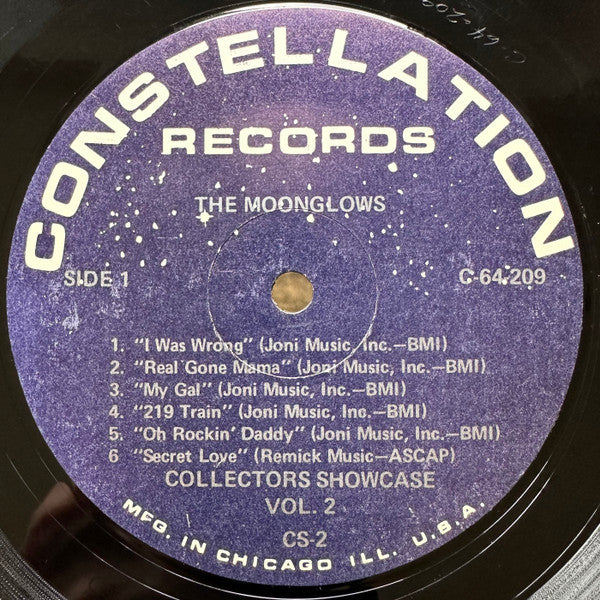 C-64-209
CONSTELLATION
RECORDS
THE MOONGLOWS
SIDE 1
C-64-209
1. "I Was Wrong" (Joni Music, Inc.—BMI)
2. "Real Gone Mama" (Joni Music, Inc.—BMI)
3. "My Gal" (Joni Music, Inc.—BMI)
4. "219 Train" (Joni Music, Inc.—BMI)
5. "Oh Rockin' Daddy" (Joni Music, Inc.—BMI)
6 "Secret Love" (Remick Music—ASCAP)
COLLECTORS SHOWCASE
VOL. 2
CS-2
MFG. IN CHICAGO ILL. U.S.A.